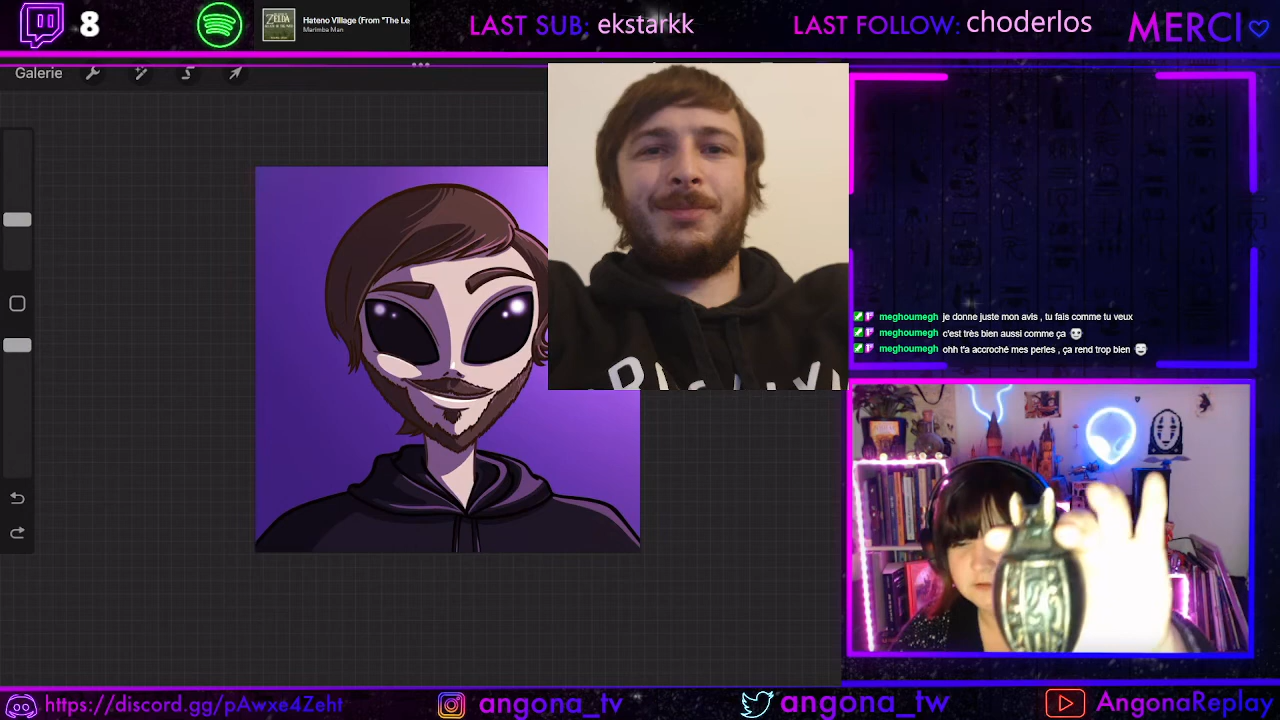 8
Hateno Village (From "The Le
Marimba Man
LAST SUB: ekstarkk
LAST FOLLOW: choderlos
MERCI
Galerie
meghoumegh je donne juste mon avis , tu fais comme tu veux
meghoumegh c'est très bien aussi comme ça
meghoumegh ohh t'a accroché mes perles , ça rend trop bien
https://discord.gg/pAwxe4Zeht
angona_tv
angona_tw
AngonaReplay